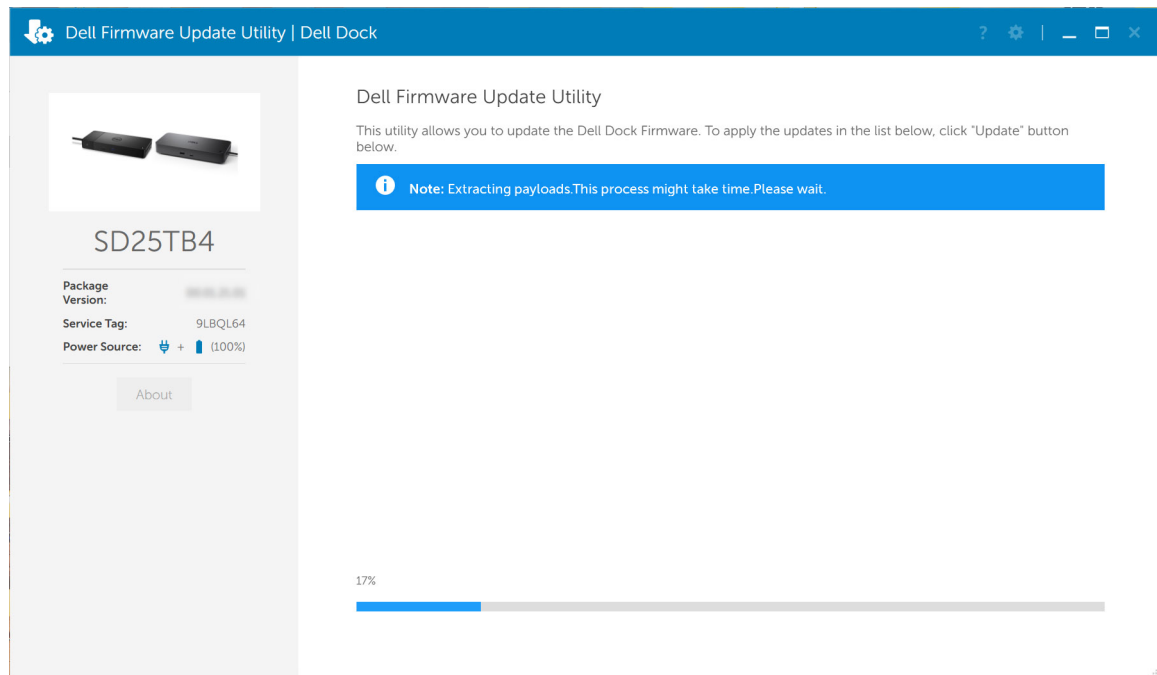 Dell Firmware Update Utility | Dell Dock
?
SD25TB4
Package
Version:
Service Tag: 9LBQL64
Power Source: + (100%)
About
Dell Firmware Update Utility
This utility allows you to update the Dell Dock Firmware. To apply the updates in the list below, click "Update" button
below.
Note: Extracting payloads.This process might take time.Please wait.
17%